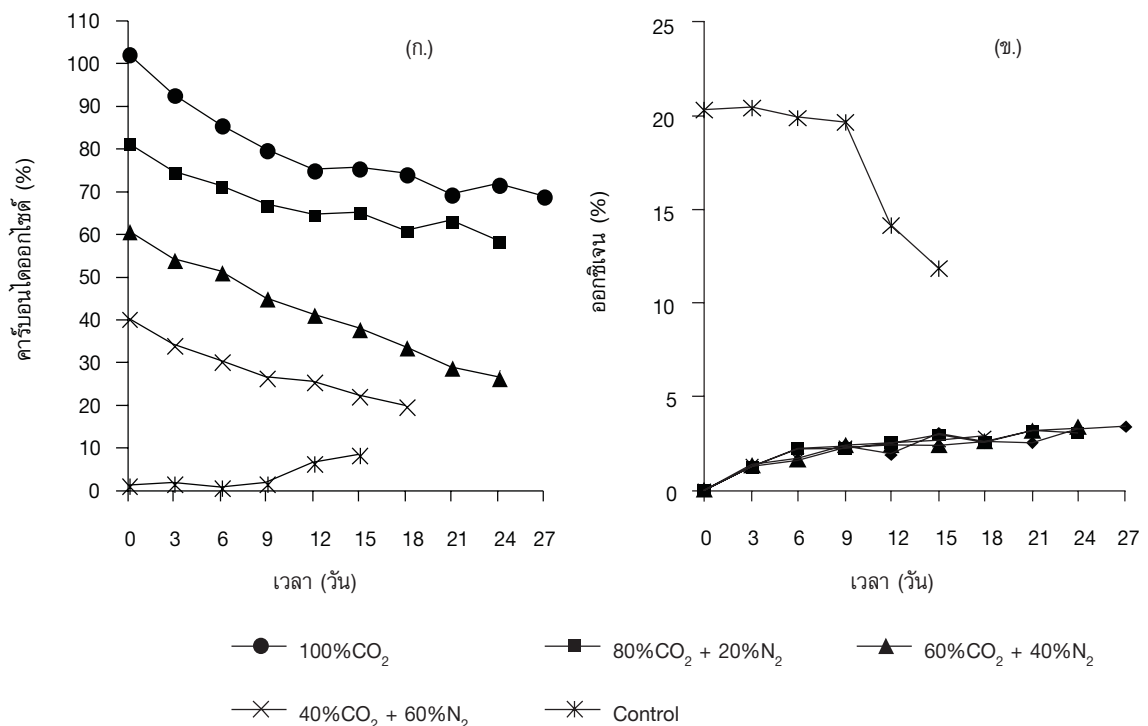 (ก.)
110
100
90
80
70
60
50
40
30
20
10
0
คาร์บอนไดออกไซด์ (%)
0 3 6 9 12 15 18 21 24 27
เวลา (วัน)
(ข.)
25
20
15
10
5
0
ออกซิเจน (%)
0 3 6 9 12 15 18 21 24 27
เวลา (วัน)
100%CO₂ 80%CO₂ + 20%N₂ 60%CO₂ + 40%N₂
40%CO₂ + 60%N₂ Control